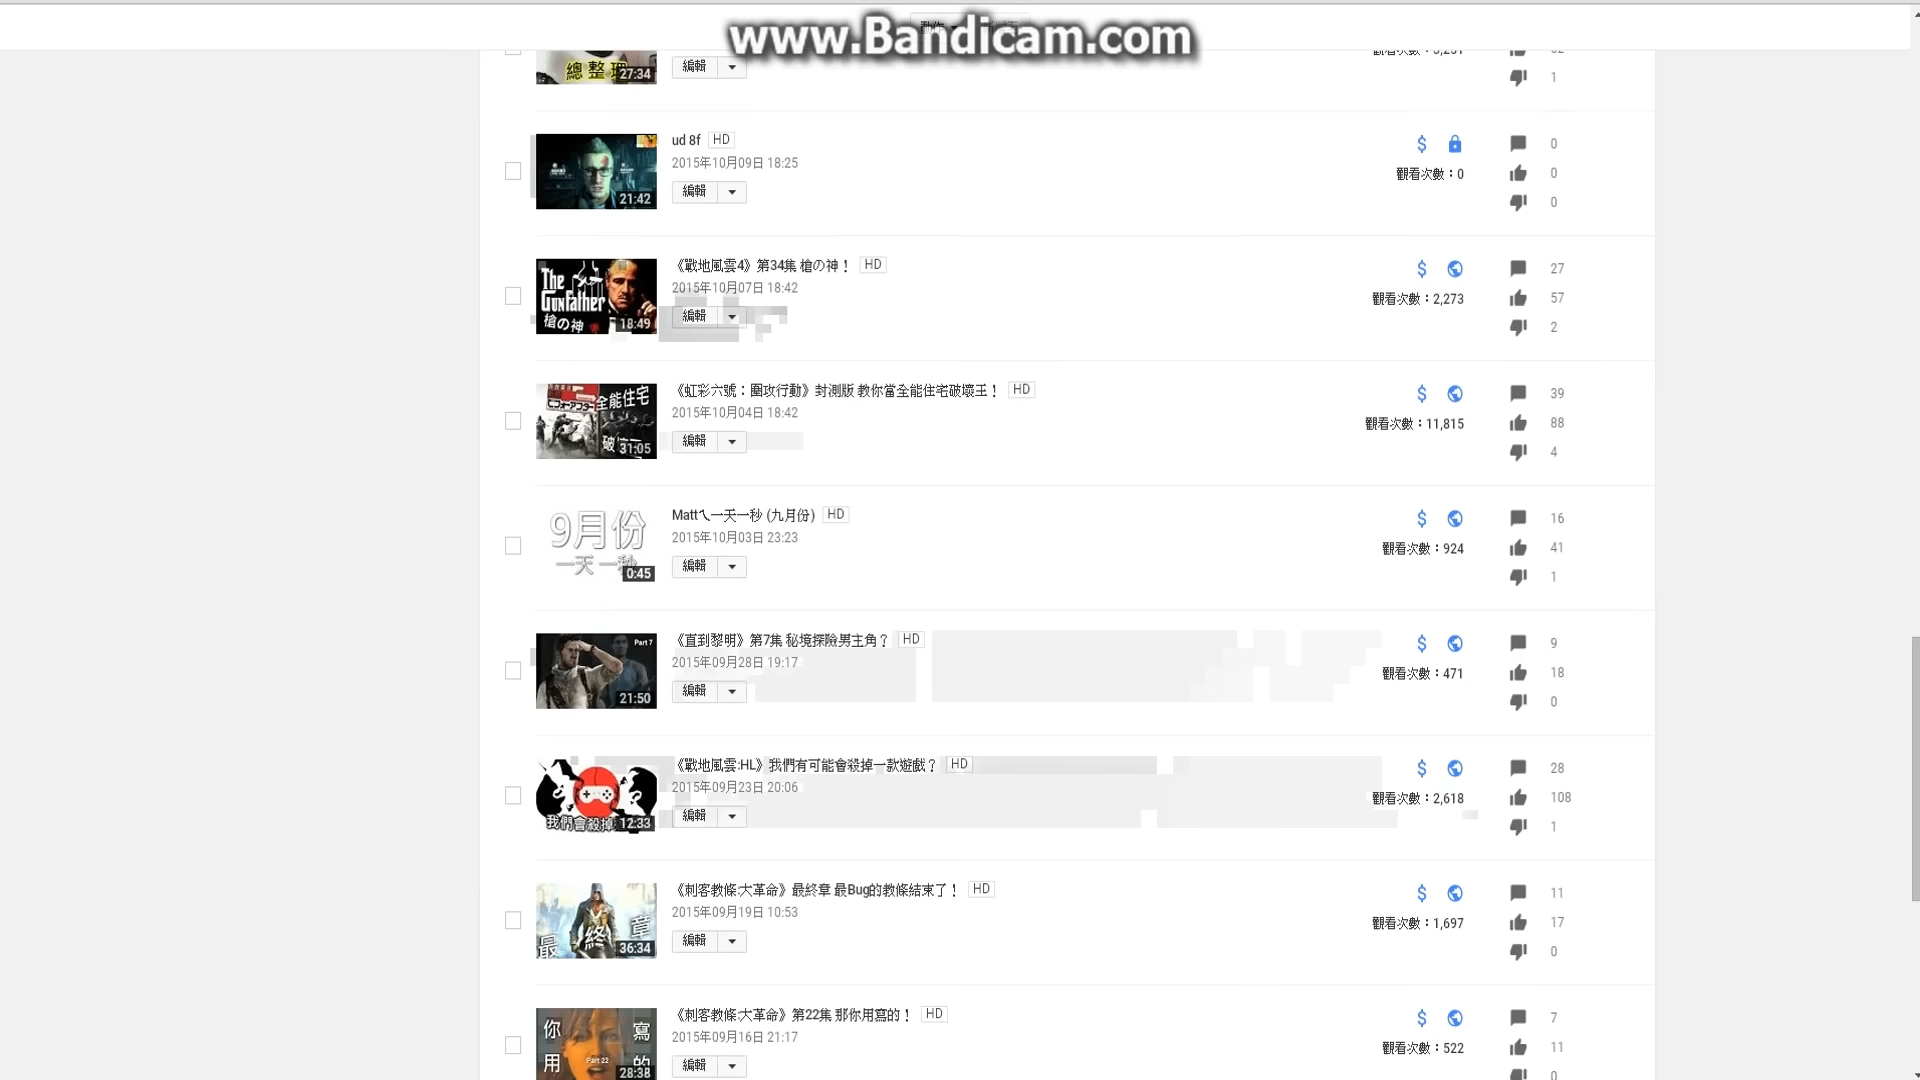 www.Bandicam.com
總整理 27:34
編輯
1
ud 8f HD
2015年10月09日 18:25
編輯
21:42
觀看次數：0
0
0
0
《戰地風雲4》第34集 槍の神！ HD
2015年10月07日 18:42
編輯
The Gunfather
槍の神 18:49
觀看次數：2,273
27
57
2
《虹彩六號：圍攻行動》封測版 教你當全能住宅破壞王！ HD
2015年10月04日 18:42
編輯
全能住宅
31:05
觀看次數：11,815
39
88
4
Matt乀一天一秒 (九月份) HD
2015年10月03日 23:23
編輯
9月份
一天一秒
0:45
觀看次數：924
16
41
1
《直到黎明》第7集 秘境探險男主角？ HD
2015年09月28日 19:17
編輯
Part 7
21:50
觀看次數：471
9
18
0
《戰地風雲:HL》我們有可能會殺掉一款遊戲？ HD
2015年09月23日 20:06
編輯
我們會殺掉 12:33
觀看次數：2,618
28
108
1
《刺客教條:大革命》最終章 最Bug的教條結束了！ HD
2015年09月19日 10:53
編輯
最終章
36:34
觀看次數：1,697
11
17
0
《刺客教條:大革命》第22集 那你用寫的！ HD
2015年09月16日 21:17
編輯
你用寫的
Part 22
28:38
觀看次數：522
7
11
0